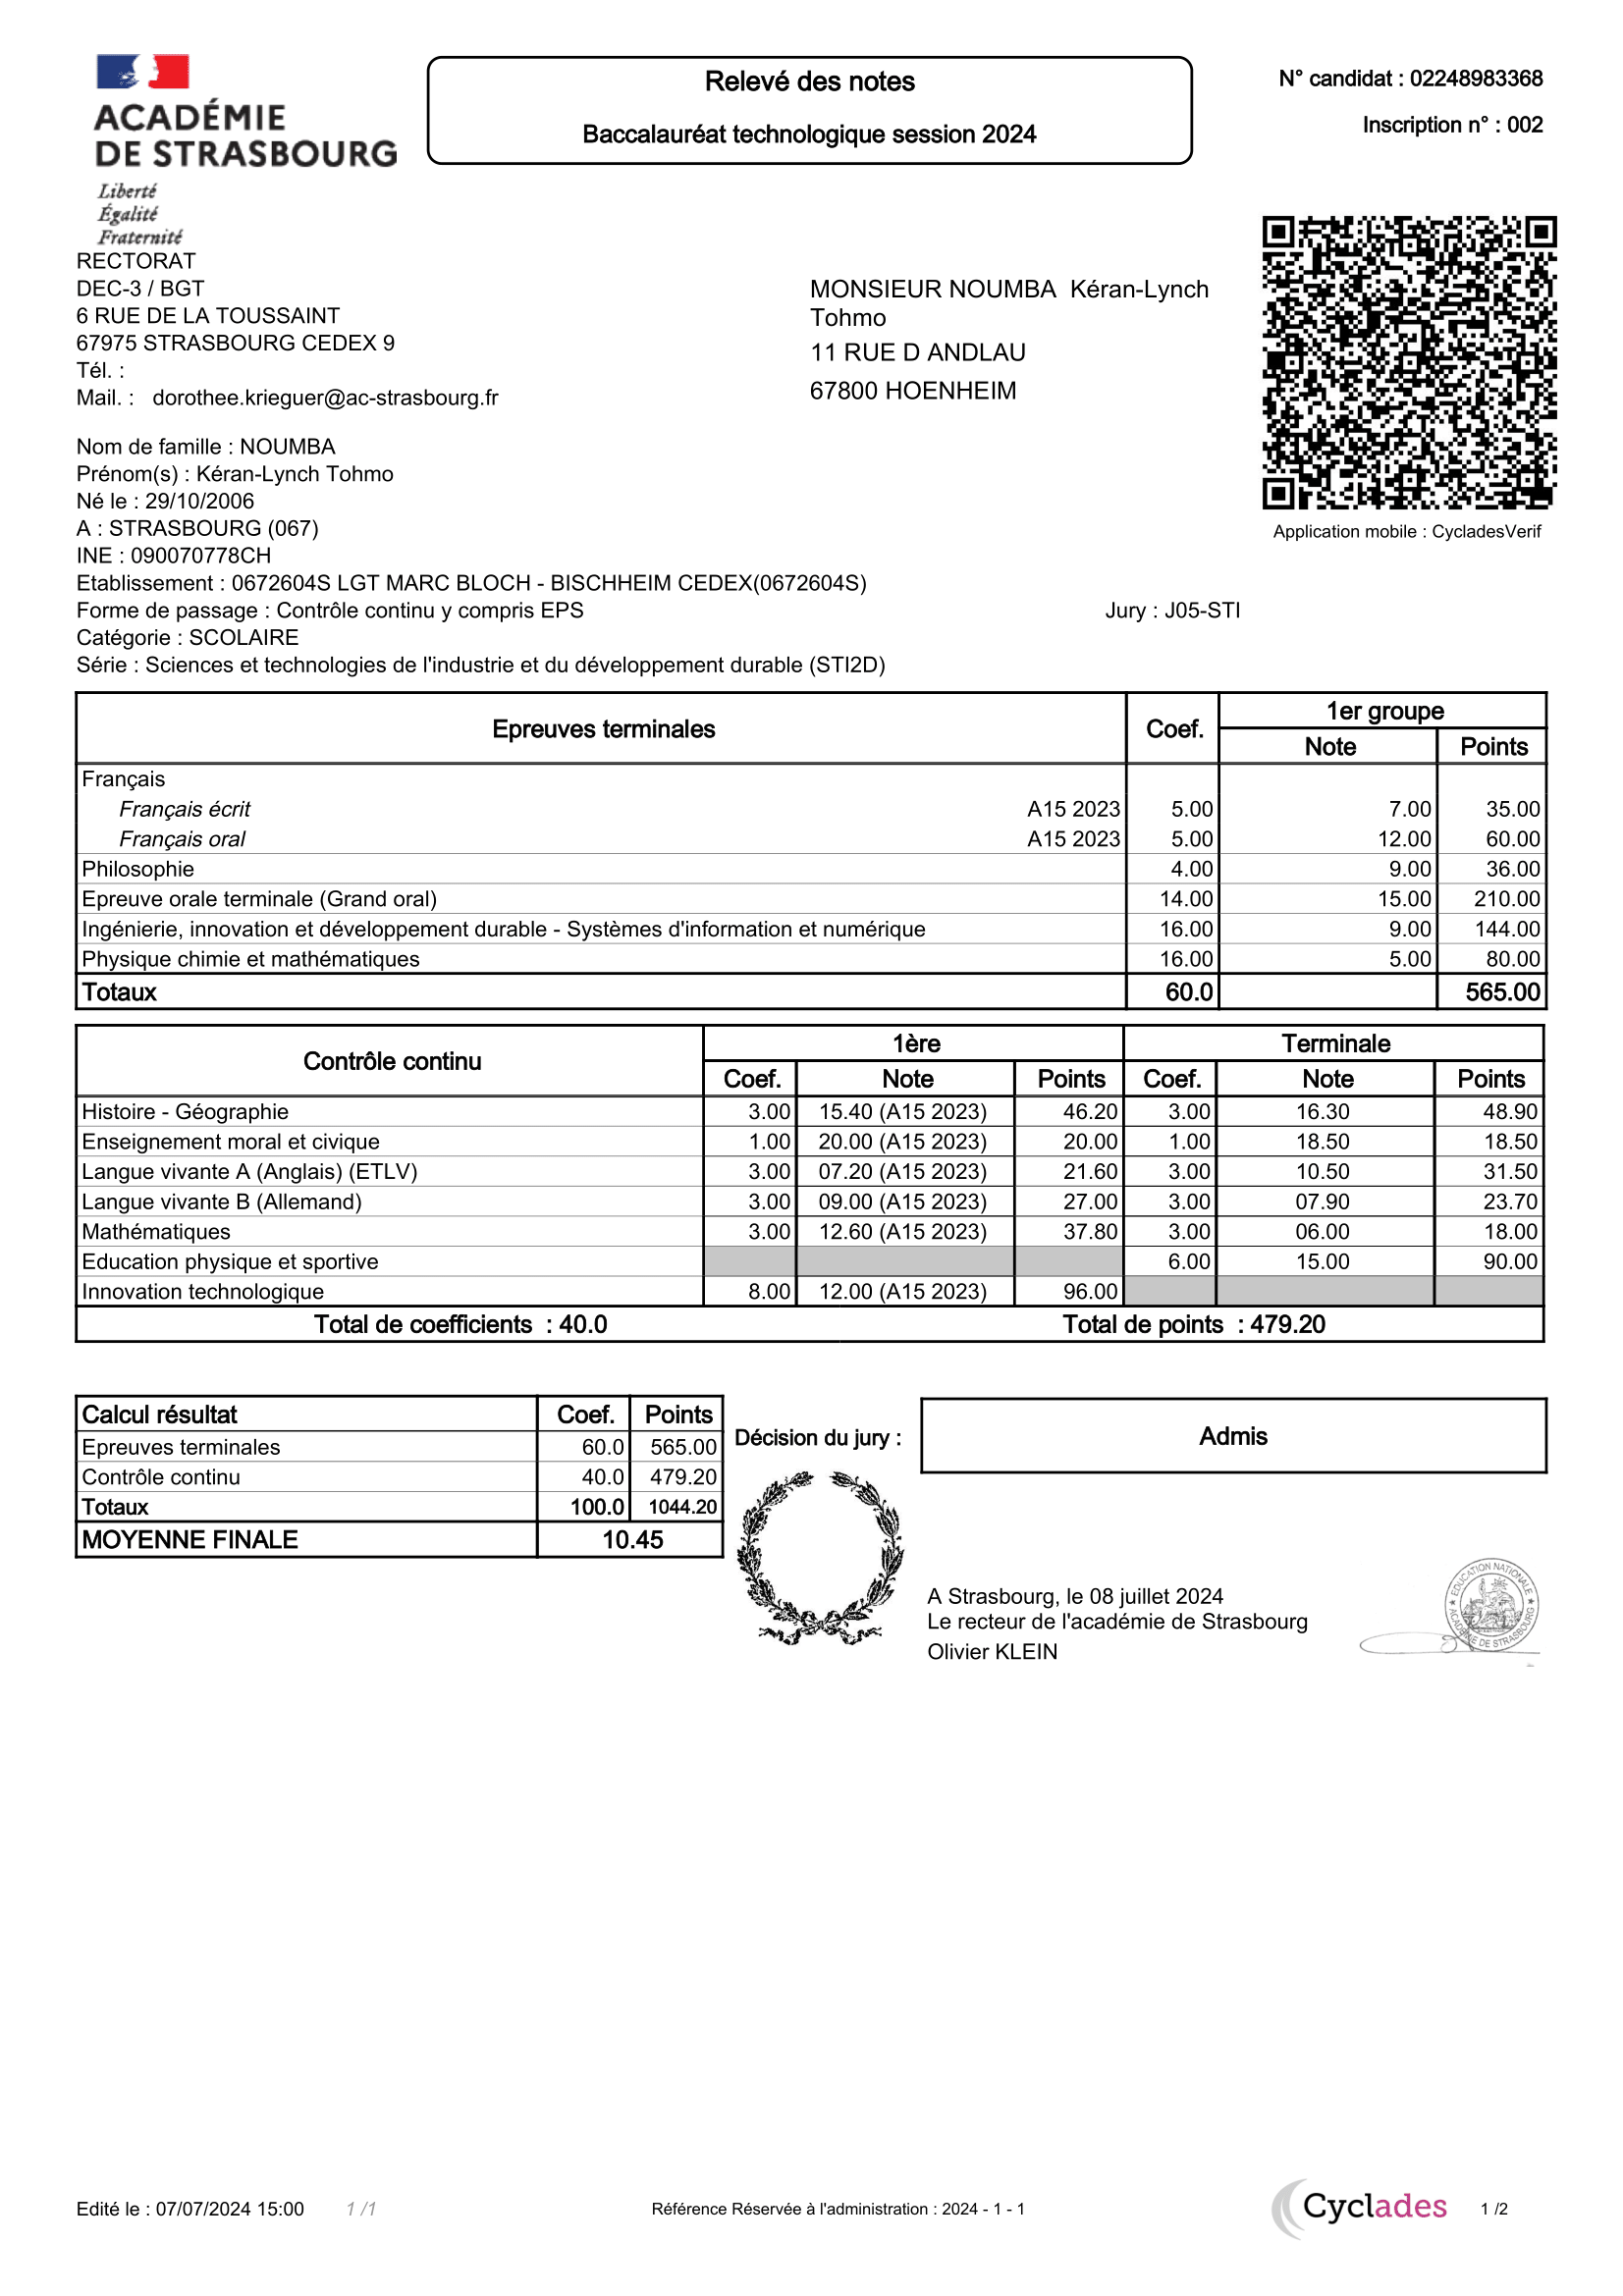 ACADÉMIE
DE STRASBOURG
Liberté
Égalité
Fraternité
Relevé des notes
Baccalauréat technologique session 2024
N° candidat : 02248983368
Inscription n° : 002
RECTORAT
DEC-3 / BGT
6 RUE DE LA TOUSSAINT
67975 STRASBOURG CEDEX 9
Tél. :
Mail. : dorothee.krieguer@ac-strasbourg.fr
MONSIEUR NOUMBA Kéran-Lynch
Tohmo
11 RUE D ANDLAU
67800 HOENHEIM
Application mobile : CycladesVerif
Nom de famille : NOUMBA
Prénom(s) : Kéran-Lynch Tohmo
Né le : 29/10/2006
A : STRASBOURG (067)
INE : 090070778CH
Etablissement : 0672604S LGT MARC BLOCH - BISCHHEIM CEDEX(0672604S)
Forme de passage : Contrôle continu y compris EPS Jury : J05-STI
Catégorie : SCOLAIRE
Série : Sciences et technologies de l'industrie et du développement durable (STI2D)
Epreuves terminales Coef. 1er groupe
Note Points
Français
Français écrit A15 2023 5.00 7.00 35.00
Français oral A15 2023 5.00 12.00 60.00
Philosophie 4.00 9.00 36.00
Epreuve orale terminale (Grand oral) 14.00 15.00 210.00
Ingénierie, innovation et développement durable - Systèmes d'information et numérique 16.00 9.00 144.00
Physique chimie et mathématiques 16.00 5.00 80.00
Totaux 60.0 565.00
Contrôle continu 1ère Terminale
Coef. Note Points Coef. Note Points
Histoire - Géographie 3.00 15.40 (A15 2023) 46.20 3.00 16.30 48.90
Enseignement moral et civique 1.00 20.00 (A15 2023) 20.00 1.00 18.50 18.50
Langue vivante A (Anglais) (ETLV) 3.00 07.20 (A15 2023) 21.60 3.00 10.50 31.50
Langue vivante B (Allemand) 3.00 09.00 (A15 2023) 27.00 3.00 07.90 23.70
Mathématiques 3.00 12.60 (A15 2023) 37.80 3.00 06.00 18.00
Education physique et sportive 6.00 15.00 90.00
Innovation technologique 8.00 12.00 (A15 2023) 96.00
Total de coefficients : 40.0 Total de points : 479.20
Calcul résultat Coef. Points
Epreuves terminales 60.0 565.00
Contrôle continu 40.0 479.20
Totaux 100.0 1044.20
MOYENNE FINALE 10.45
Décision du jury : Admis
A Strasbourg, le 08 juillet 2024
Le recteur de l'académie de Strasbourg
Olivier KLEIN
EDUCATION NATIONALE
ACADÉMIE DE STRASBOURG
Edité le : 07/07/2024 15:00 1 /1 Référence Réservée à l'administration : 2024 - 1 - 1 Cyclades 1 /2